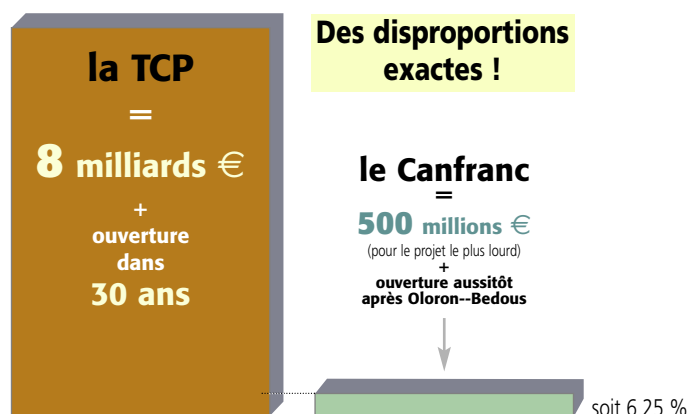 la TCP
=
8 milliards €
+
ouverture
dans
30 ans
Des disproportions
exactes !
le Canfranc
=
500 millions €
(pour le projet le plus lourd)
+
ouverture aussitôt
après Oloron--Bedous
soit 6,25 %